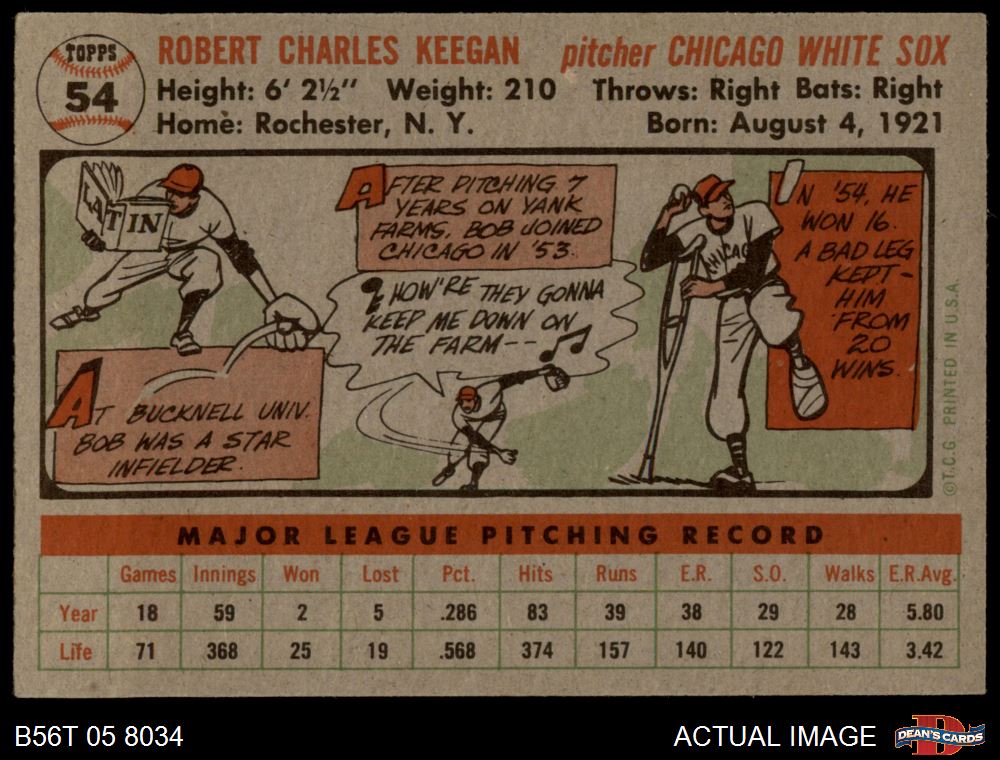 TOPPS
54
ROBERT CHARLES KEEGAN pitcher CHICAGO WHITE SOX
Height: 6' 2½" Weight: 210 Throws: Right Bats: Right
Home: Rochester, N. Y. Born: August 4, 1921
LATIN
AT BUCKNELL UNIV.
BOB WAS A STAR
INFIELDER.
AFTER PITCHING 7
YEARS ON YANK
FARMS, BOB JOINED
CHICAGO IN '53.
HOW'RE THEY GONNA
KEEP ME DOWN ON
THE FARM--
CHICAGO
IN '54, HE
WON 16.
A BAD LEG
KEPT-
HIM
FROM
20
WINS.
©T.C.G. PRINTED IN U.S.A.
MAJOR LEAGUE PITCHING RECORD
Games Innings Won Lost Pct. Hits Runs E.R. S.O. Walks E.R.Avg.
Year 18 59 2 5 .286 83 39 38 29 28 5.80
Life 71 368 25 19 .568 374 157 140 122 143 3.42
B56T 05 8034
ACTUAL IMAGE
D
DEAN'S CARDS